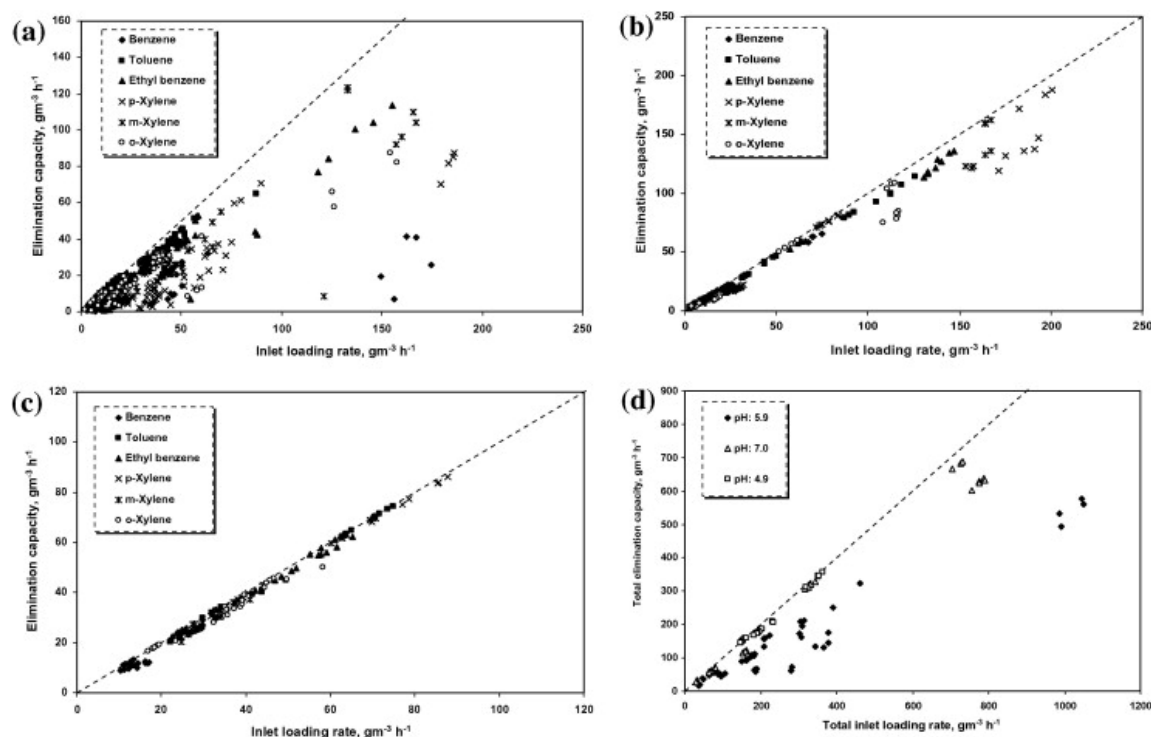 (a)
160
140
120
100
80
60
40
20
0
Elimination capacity, gm-3 h-1
Benzene
Toluene
Ethyl benzene
p-Xylene
m-Xylene
o-Xylene
0 50 100 150 200 250
Inlet loading rate, gm-3 h-1
(b)
250
200
150
100
50
0
Elimination capacity, gm-3 h-1
Benzene
Toluene
Ethyl benzene
p-Xylene
m-Xylene
o-Xylene
0 50 100 150 200 250
Inlet loading rate, gm-3 h-1
(c)
120
100
80
60
40
20
0
Elimination capacity, gm-3 h-1
Benzene
Toluene
Ethyl benzene
p-Xylene
m-Xylene
o-Xylene
0 20 40 60 80 100 120
Inlet loading rate, gm-3 h-1
(d)
900
800
700
600
500
400
300
200
100
0
Total elimination capacity, gm-3 h-1
pH: 5.9
pH: 7.0
pH: 4.9
0 200 400 600 800 1000 1200
Total inlet loading rate, gm-3 h-1